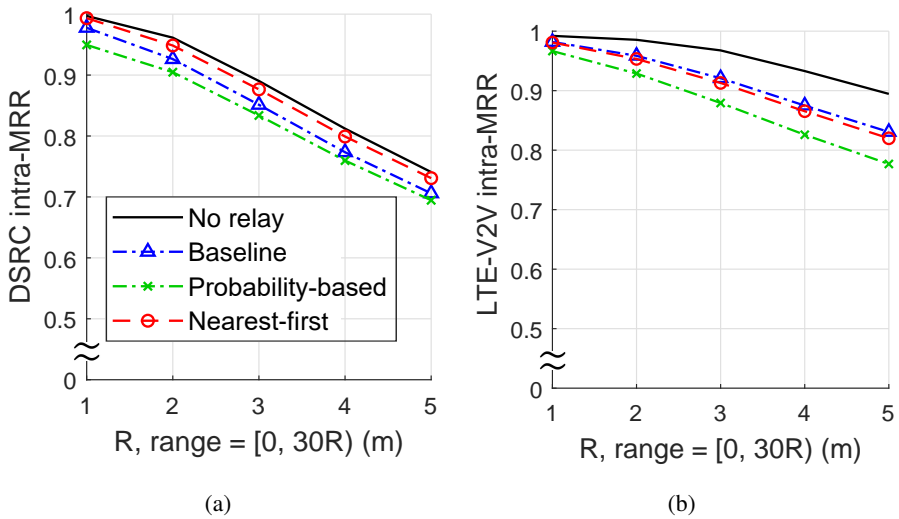 DSRC intra-MRR
1
0.9
0.8
0.7
0.6
0.5
0
No relay
Baseline
Probability-based
Nearest-first
1 2 3 4 5
R, range = [0, 30R) (m)
(a)
LTE-V2V intra-MRR
1
0.9
0.8
0.7
0.6
0.5
0
1 2 3 4 5
R, range = [0, 30R) (m)
(b)